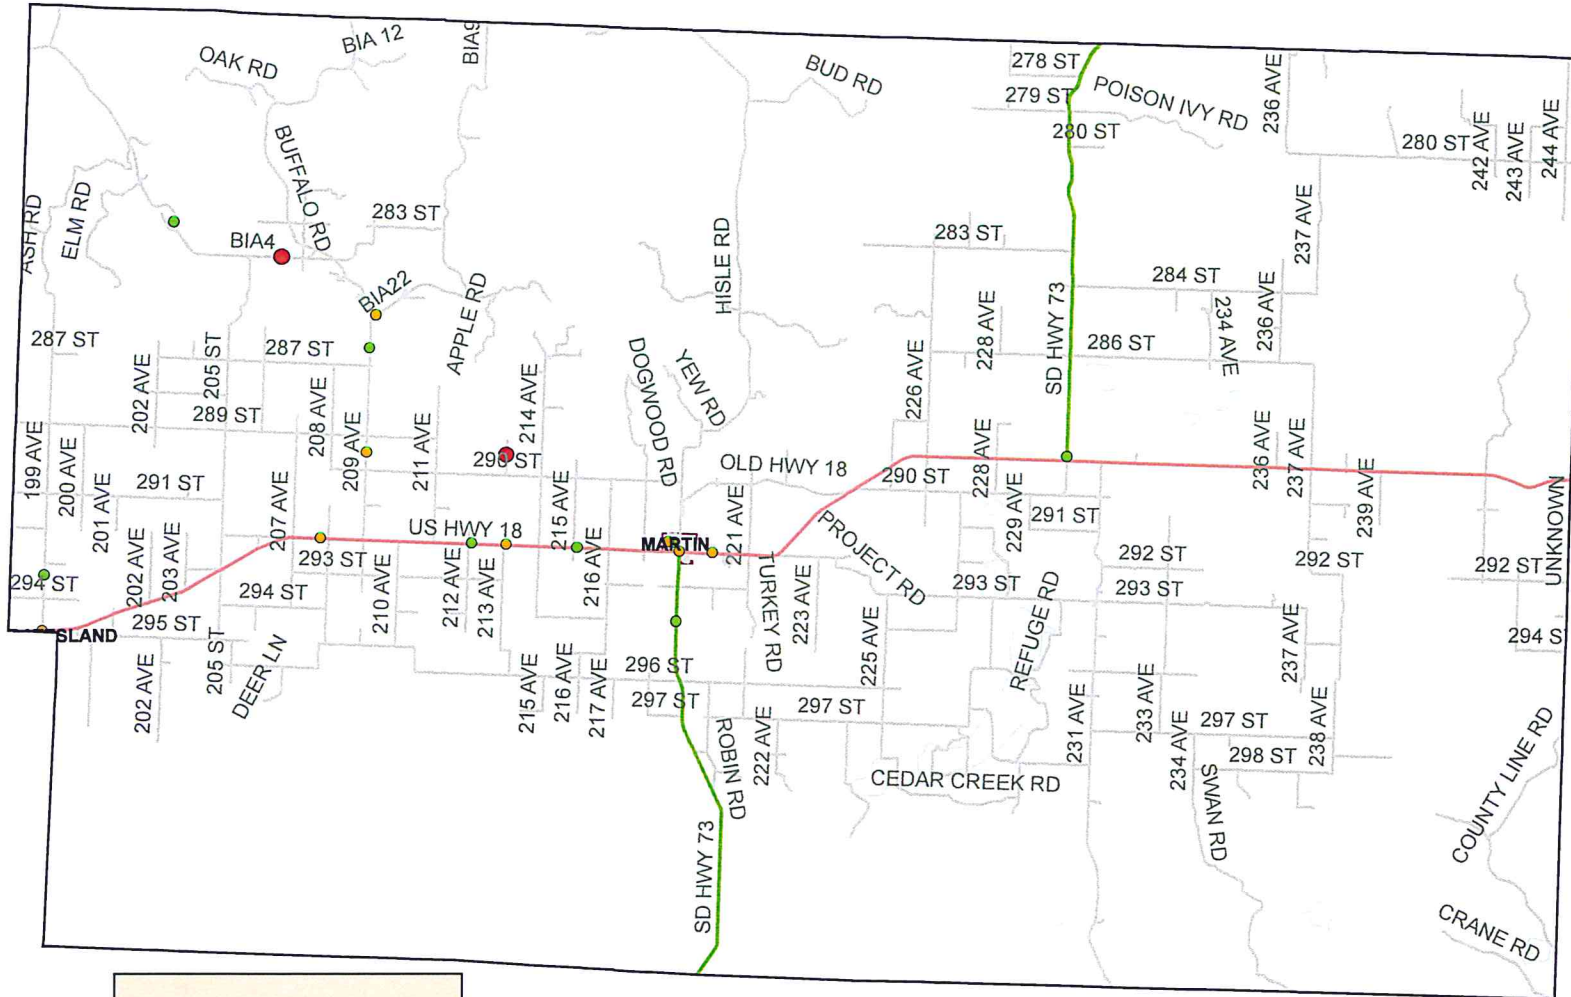 OAK RD
BIA 12
BIA9
BUD RD
278 ST
279 ST
POISON IVY RD
280 ST
236 AVE
280 ST
242 AVE
243 AVE
244 AVE
ASH RD
ELM RD
BUFFALO RD
283 ST
BIA4
HISLE RD
283 ST
237 AVE
BIA22
APPLE RD
284 ST
228 AVE
SD HWY 73
234 AVE
236 AVE
287 ST
202 AVE
205 ST
287 ST
286 ST
DOGWOOD RD
YEW RD
226 AVE
208 AVE
214 AVE
289 ST
199 AVE
200 AVE
209 AVE
211 AVE
OLD HWY 18
290 ST
228 AVE
236 AVE
237 AVE
239 AVE
201 AVE
291 ST
207 AVE
US HWY 18
215 AVE
221 AVE
229 AVE
291 ST
UNKNOWN
MARTIN
PROJECT RD
294 ST
202 AVE
203 AVE
293 ST
210 AVE
212 AVE
213 AVE
216 AVE
TURKEY RD
223 AVE
293 ST
292 ST
293 ST
292 ST
292 ST
294 ST
REFUGE RD
SLAND
295 ST
205 ST
225 AVE
237 AVE
294 S
202 AVE
DEER LN
215 AVE
216 AVE
217 AVE
296 ST
297 ST
297 ST
231 AVE
233 AVE
234 AVE
297 ST
238 AVE
ROBIN RD
222 AVE
CEDAR CREEK RD
298 ST
SWAN RD
COUNTY LINE RD
SD HWY 73
CRANE RD